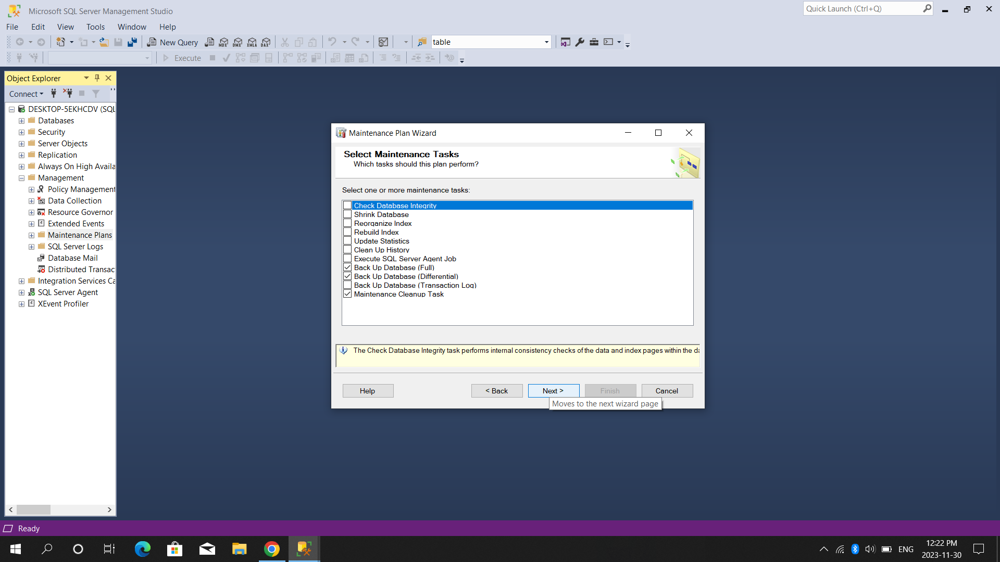 Microsoft SQL Server Management Studio
Quick Launch (Ctrl+Q)
File Edit View Tools Window Help
New Query MDX DMX XMLA DAX table
Execute
Object Explorer
Connect
DESKTOP-5EKHCDV (SQL
Databases
Security
Server Objects
Replication
Always On High Availa
Management
Policy Management
Data Collection
Resource Governor
Extended Events
Maintenance Plans
SQL Server Logs
Database Mail
Distributed Transac
Integration Services Ca
SQL Server Agent
XEvent Profiler
Maintenance Plan Wizard
Select Maintenance Tasks
Which tasks should this plan perform?
Select one or more maintenance tasks:
Check Database Integrity
Shrink Database
Reorganize Index
Rebuild Index
Update Statistics
Clean Up History
Execute SQL Server Agent Job
Back Up Database (Full)
Back Up Database (Differential)
Back Up Database (Transaction Log)
Maintenance Cleanup Task
The Check Database Integrity task performs internal consistency checks of the data and index pages within the da
Help < Back Next > Finish Cancel
Moves to the next wizard page
Ready
ENG
12:22 PM
2023-11-30